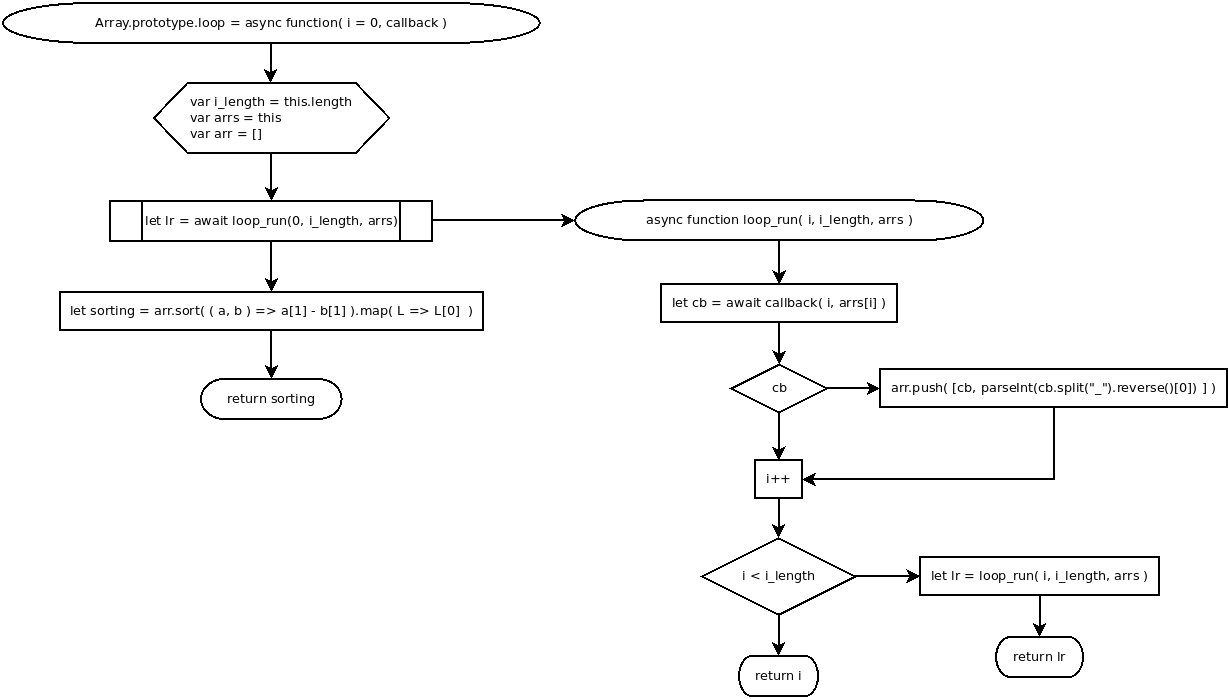 Array.prototype.loop = async function( i = 0, callback )
var i_length = this.length
var arrs = this
var arr = []
let lr = await loop_run(0, i_length, arrs)
let sorting = arr.sort( ( a, b ) => a[1] - b[1] ).map( L => L[0]  )
return sorting
async function loop_run( i, i_length, arrs )
let cb = await callback( i, arrs[i] )
cb
arr.push( [cb, parseInt(cb.split("_").reverse()[0]) ] )
i++
i < i_length
let lr = loop_run( i, i_length, arrs )
return lr
return i